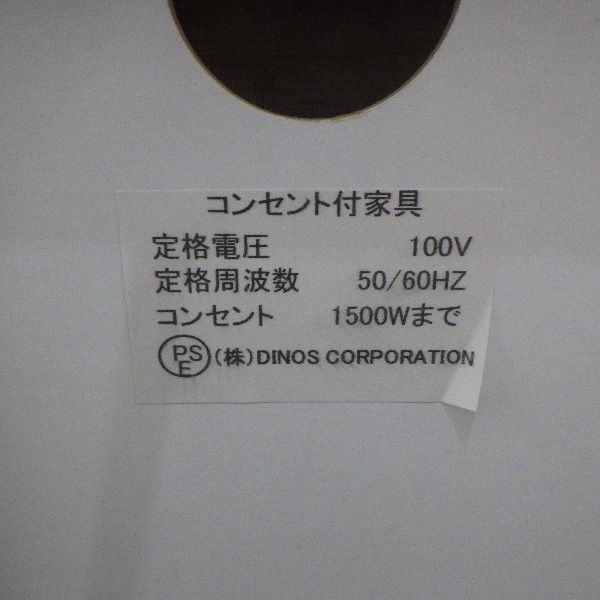 コンセント付家具
定格電圧 100V
定格周波数 50/60HZ
コンセント 1500Wまで
PSE (株)DINOS CORPORATION